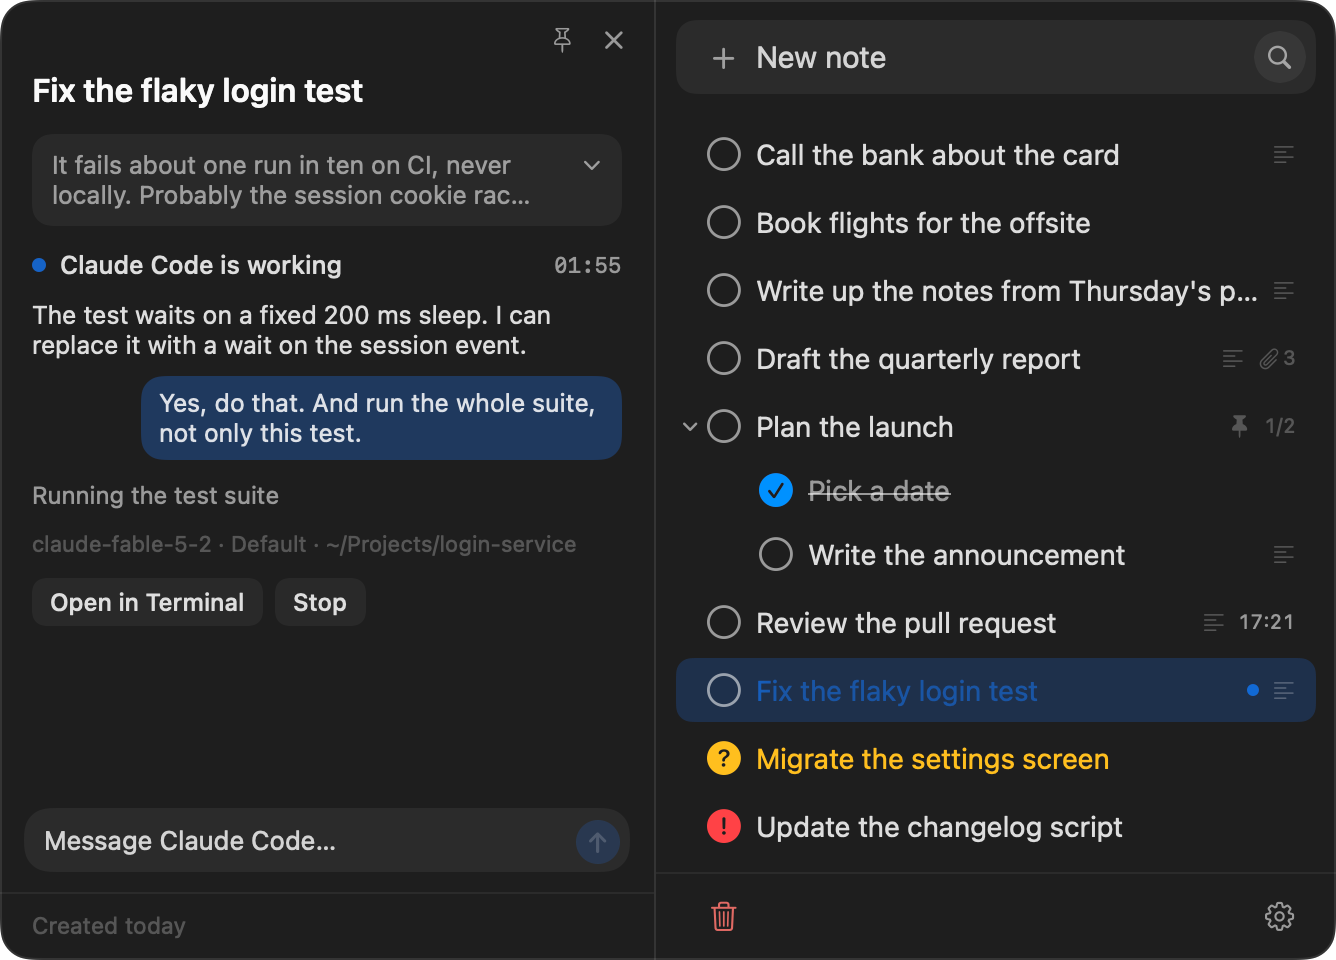 Fix the flaky login test
It fails about one run in ten on CI, never
locally. Probably the session cookie rac...
Claude Code is working 01:55
The test waits on a fixed 200 ms sleep. I can
replace it with a wait on the session event.
Yes, do that. And run the whole suite,
not only this test.
Running the test suite
claude-fable-5-2 · Default · ~/Projects/login-service
Open in Terminal Stop
Message Claude Code...
Created today
New note
Call the bank about the card
Book flights for the offsite
Write up the notes from Thursday's p...
Draft the quarterly report 3
Plan the launch 1/2
Pick a date
Write the announcement
Review the pull request 17:21
Fix the flaky login test
? Migrate the settings screen
! Update the changelog script